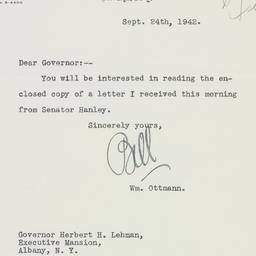 Sept. 24th, 1942.
Dear Governor:--
You will be interested in reading the en-
closed copy of a letter I received this morning
from Senator Hanley.
Sincerely yours,
Bill
Wm. Ottmann.
Governor Herbert H. Lehman,
Executive Mansion,
Albany, N. Y.